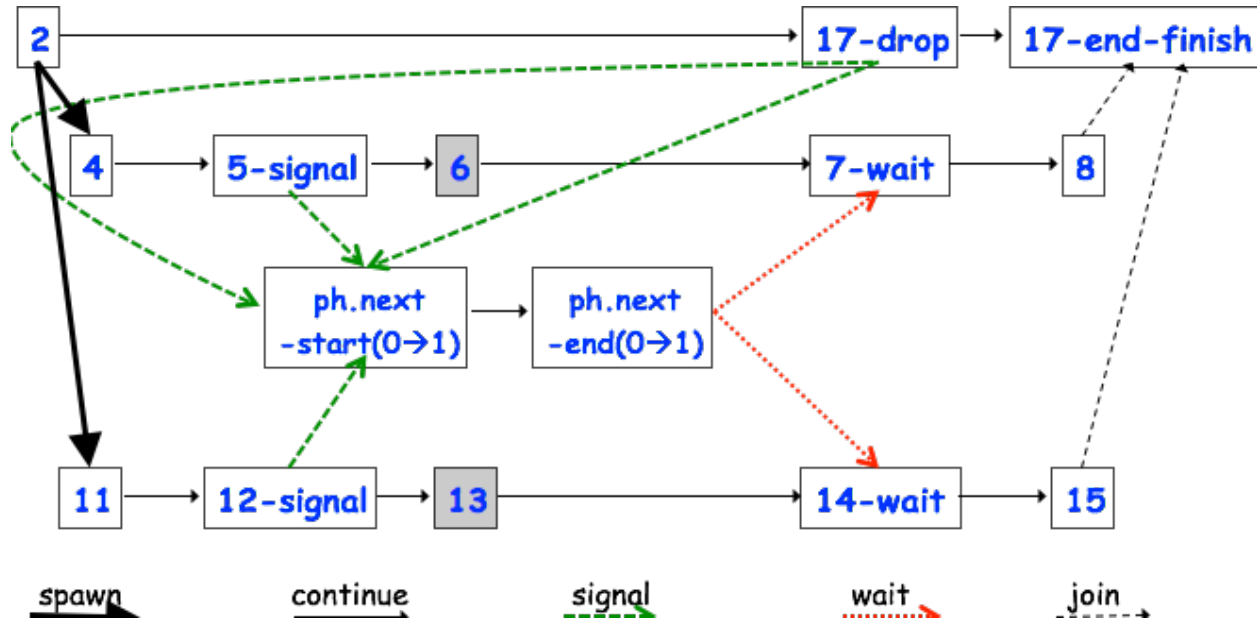 2
17-drop
17-end-finish
4
5-signal
6
7-wait
8
ph.next
-start(0→1)
ph.next
-end(0→1)
11
12-signal
13
14-wait
15
spawn
continue
signal
wait
join